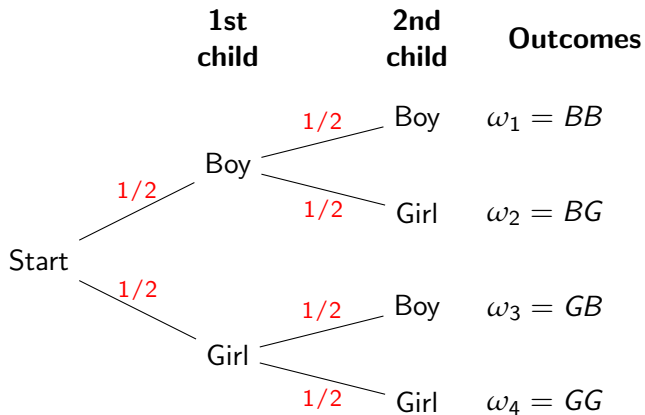 1st child
2nd child
Outcomes
1/2
Boy
ω₁ = BB
Boy
1/2
1/2
Girl
ω₂ = BG
Start
1/2
1/2
Boy
ω₃ = GB
Girl
1/2
Girl
ω₄ = GG